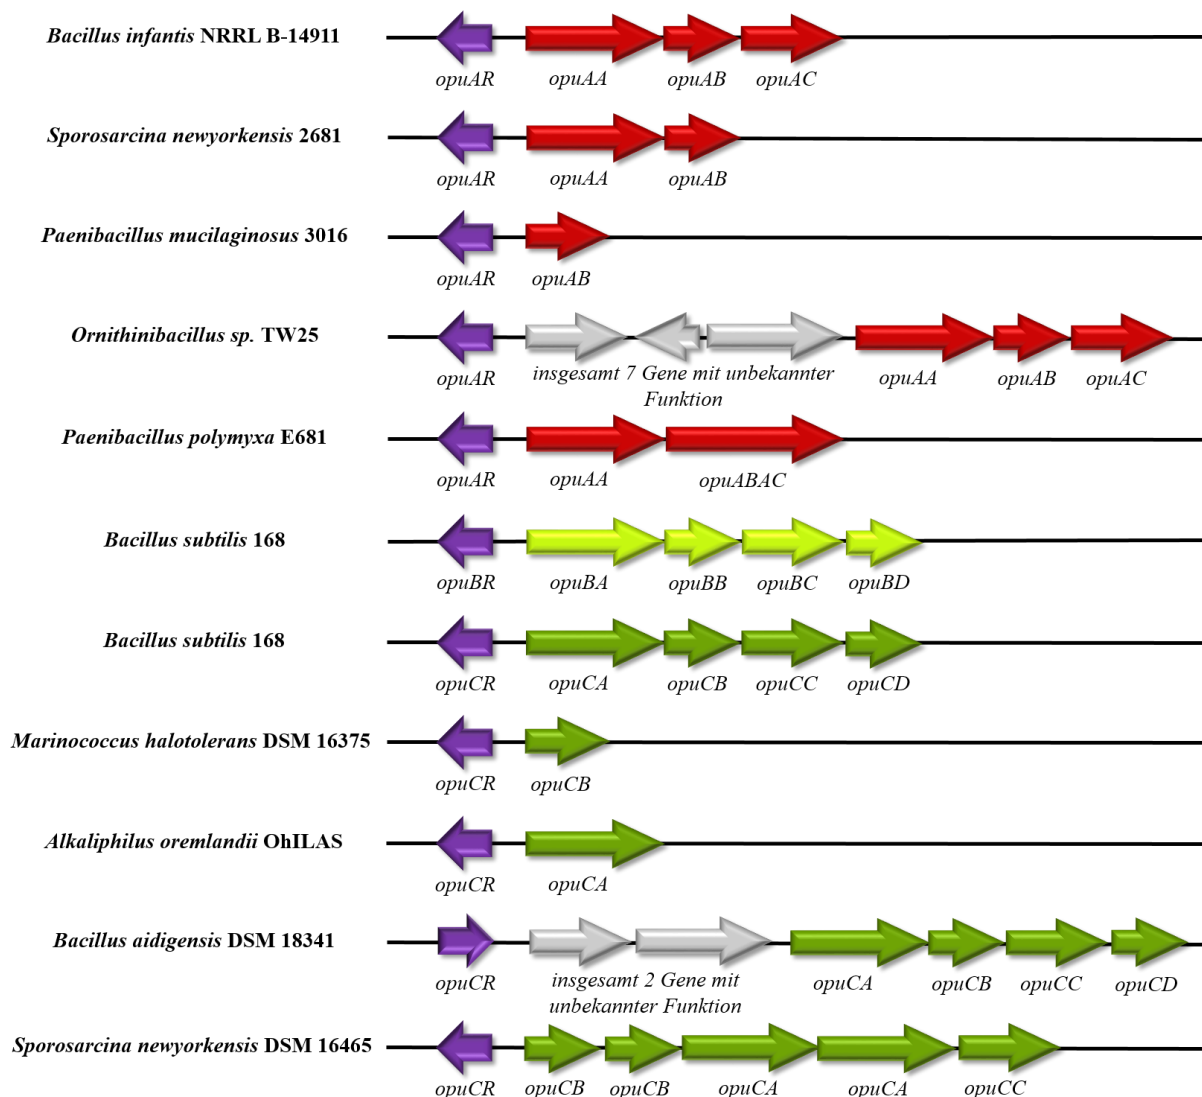 Bacillus infantis NRRL B-14911
opuAR opuAA opuAB opuAC
Sporosarcina newyorkensis 2681
opuAR opuAA opuAB
Paenibacillus mucilaginosus 3016
opuAR opuAB
Ornithinibacillus sp. TW25
opuAR insgesamt 7 Gene mit unbekannter opuAA opuAB opuAC
Funktion
Paenibacillus polymyxa E681
opuAR opuAA opuABAC
Bacillus subtilis 168
opuBR opuBA opuBB opuBC opuBD
Bacillus subtilis 168
opuCR opuCA opuCB opuCC opuCD
Marinococcus halotolerans DSM 16375
opuCR opuCB
Alkaliphilus oremlandii OhILAS
opuCR opuCA
Bacillus aidigensis DSM 18341
opuCR insgesamt 2 Gene mit opuCA opuCB opuCC opuCD
unbekannter Funktion
Sporosarcina newyorkensis DSM 16465
opuCR opuCB opuCB opuCA opuCA opuCC